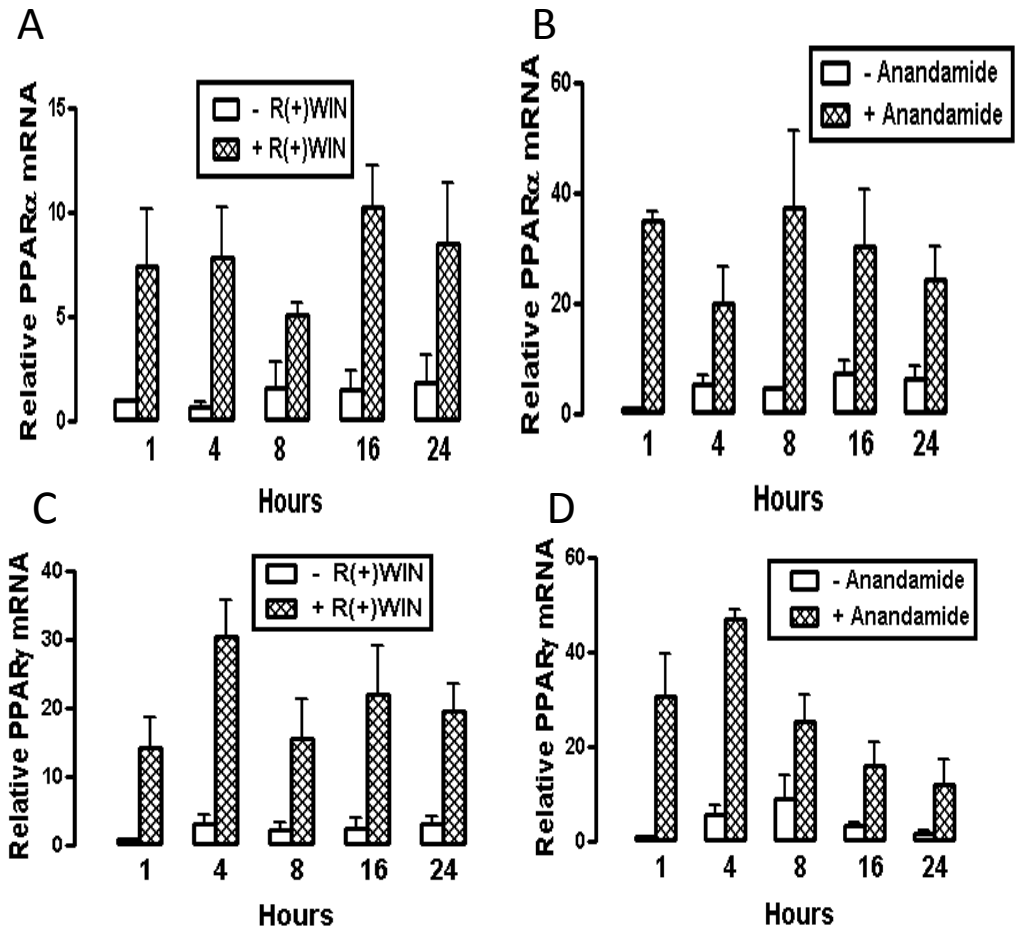 A
Relative PPARα mRNA
15
10
5
0
- R(+)WIN
+ R(+)WIN
1 4 8 16 24
Hours
B
Relative PPARα mRNA
60
40
20
0
- Anandamide
+ Anandamide
1 4 8 16 24
Hours
C
Relative PPARγ mRNA
40
30
20
10
0
- R(+)WIN
+ R(+)WIN
1 4 8 16 24
Hours
D
Relative PPARγ mRNA
60
40
20
0
- Anandamide
+ Anandamide
1 4 8 16 24
Hours